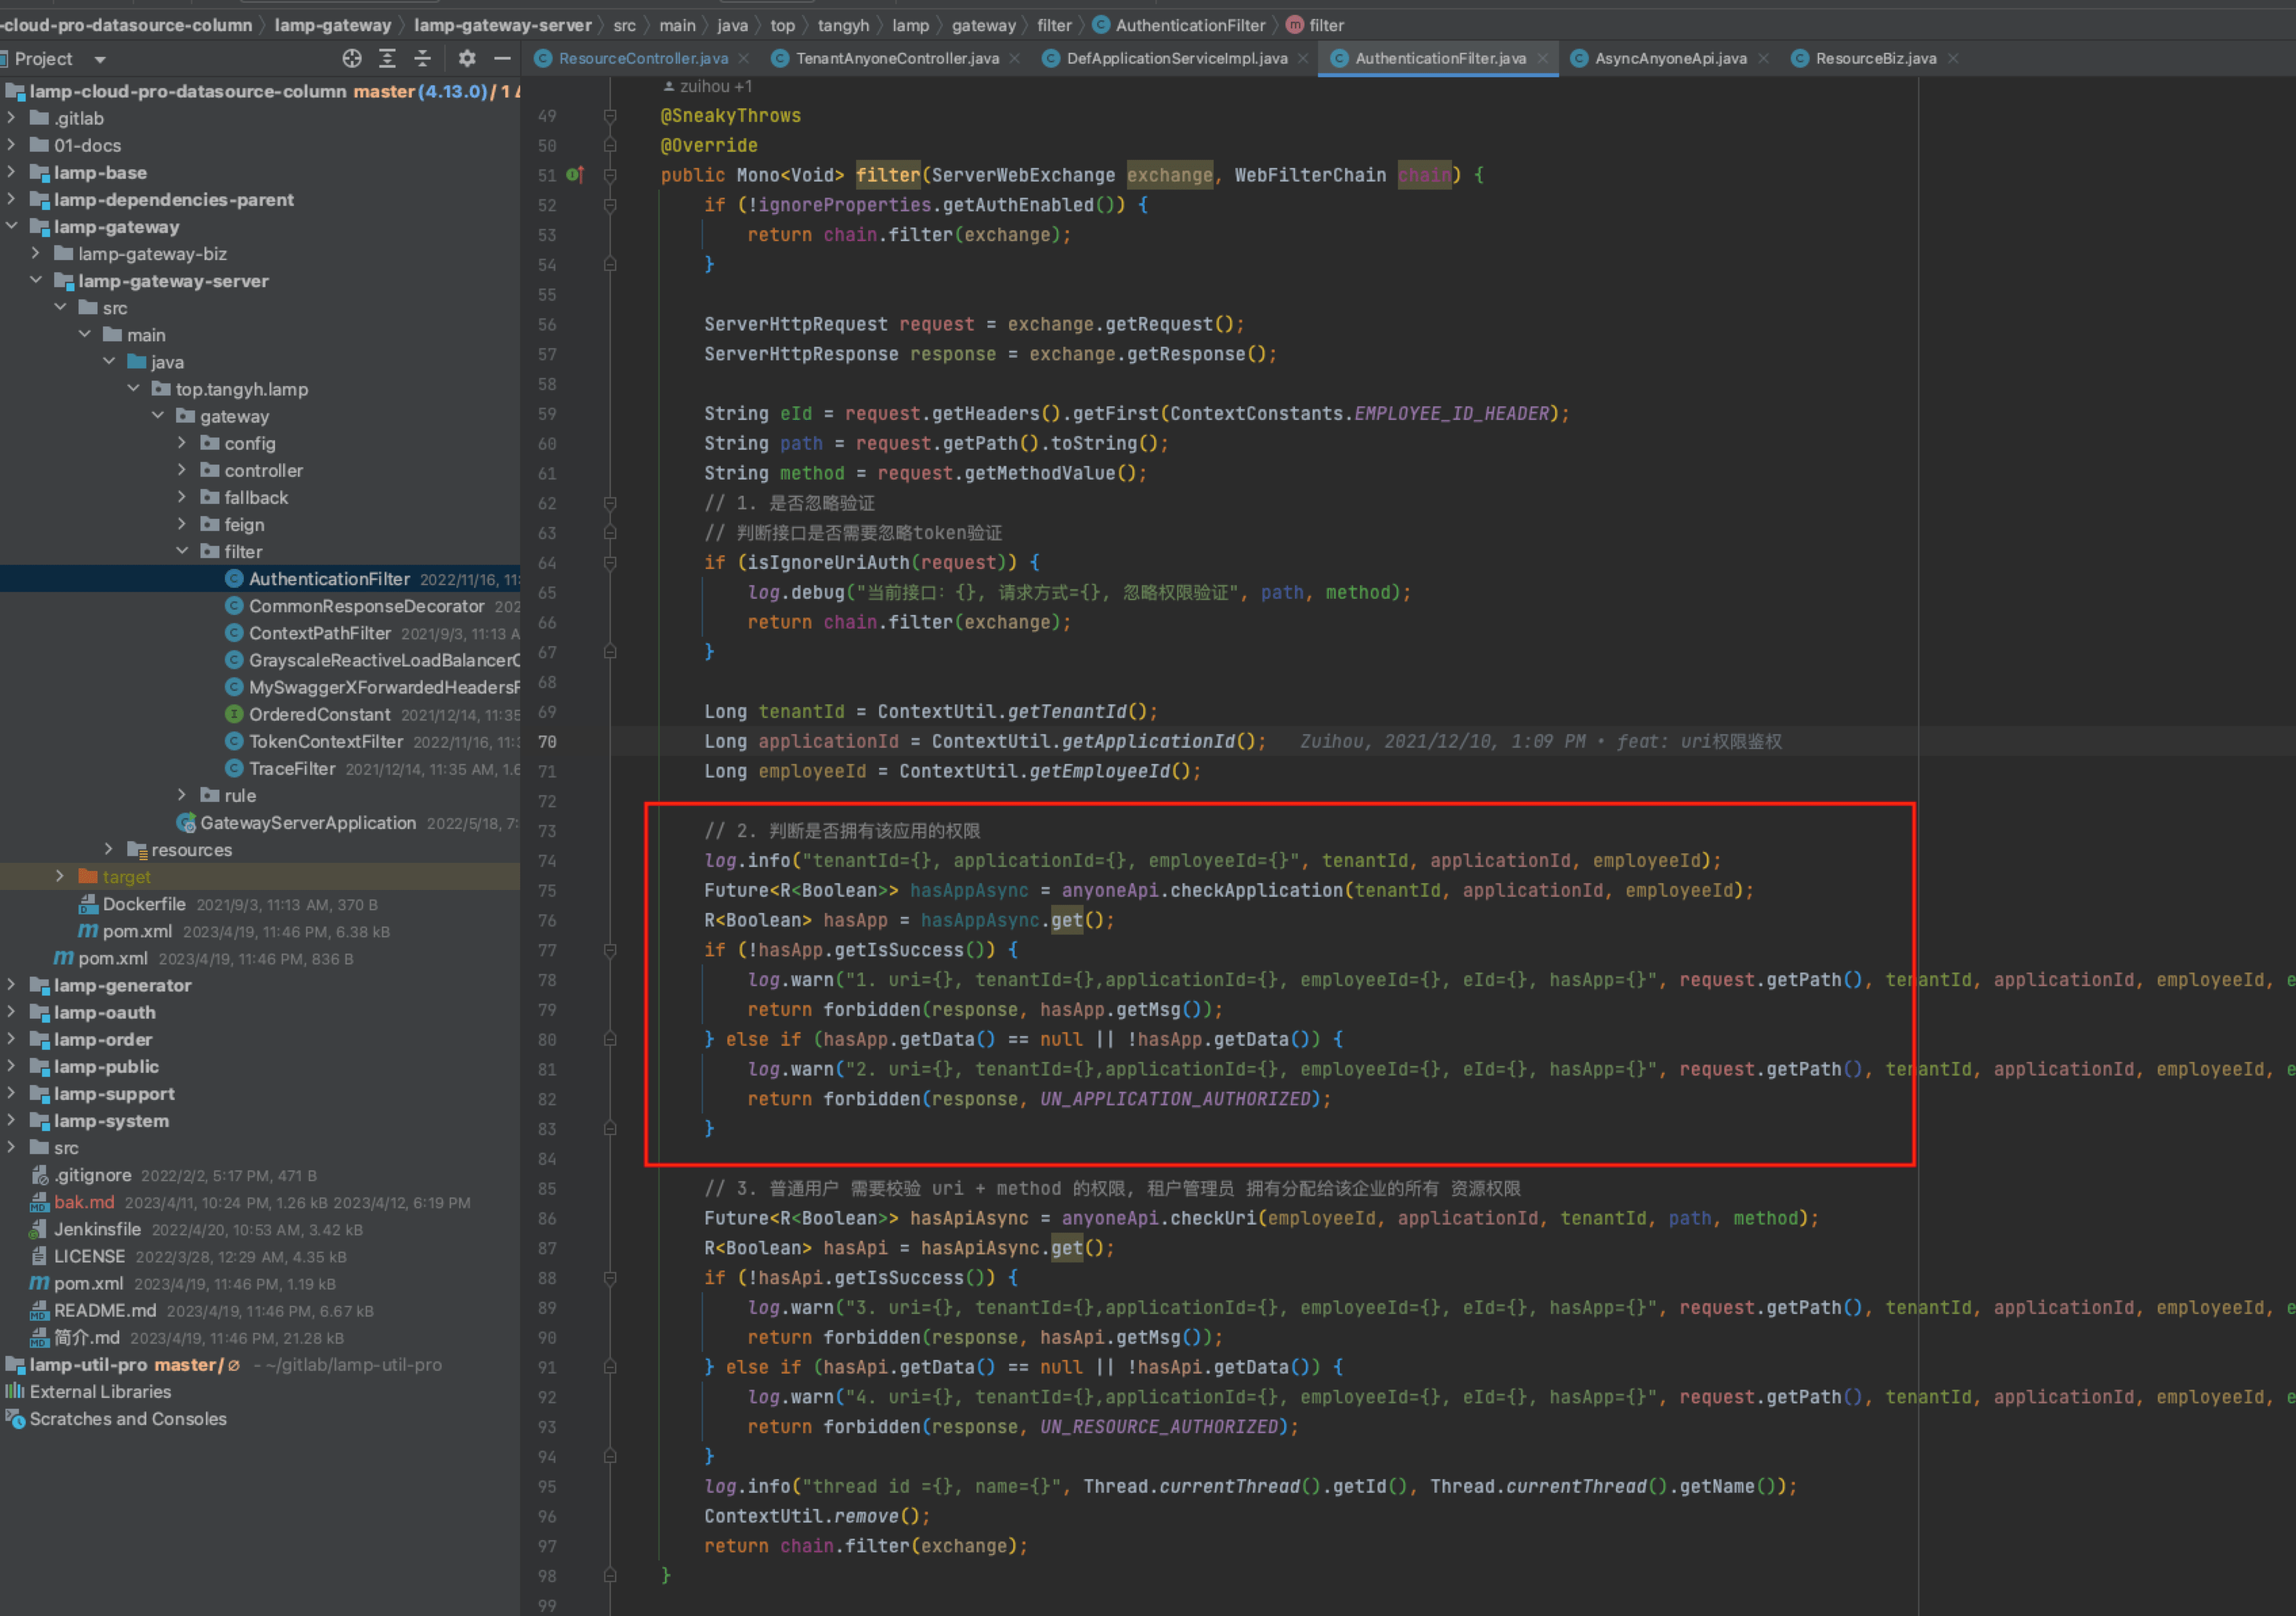 -cloud-pro-datasource-column 〉 lamp-gateway 〉 lamp-gateway-server 〉 src 〉 main 〉 java 〉 top 〉 tangyh 〉 lamp 〉 gateway 〉 filter 〉 AuthenticationFilter 〉 filter
Project
ResourceController.java TenantAnyoneController.java DefApplicationServiceImpl.java AuthenticationFilter.java AsyncAnyoneApi.java ResourceBiz.java
lamp-cloud-pro-datasource-column master (4.13.0) / 1
.gitlab
01-docs
lamp-base
lamp-dependencies-parent
lamp-gateway
lamp-gateway-biz
lamp-gateway-server
src
main
java
top.tangyh.lamp
gateway
config
controller
fallback
feign
filter
AuthenticationFilter 2022/11/16, 11:
CommonResponseDecorator 202
ContextPathFilter 2021/9/3, 11:13 A
GrayscaleReactiveLoadBalancerC
MySwaggerXForwardedHeadersF
OrderedConstant 2021/12/14, 11:35
TokenContextFilter 2022/11/16, 11:3
TraceFilter 2021/12/14, 11:35 AM, 1.6
rule
GatewayServerApplication 2022/5/18, 7:
resources
target
Dockerfile 2021/9/3, 11:13 AM, 370 B
pom.xml 2023/4/19, 11:46 PM, 6.38 kB
pom.xml 2023/4/19, 11:46 PM, 836 B
lamp-generator
lamp-oauth
lamp-order
lamp-public
lamp-support
lamp-system
src
.gitignore 2022/2/2, 5:17 PM, 471 B
bak.md 2023/4/11, 10:24 PM, 1.26 kB 2023/4/12, 6:19 PM
Jenkinsfile 2022/4/20, 10:53 AM, 3.42 kB
LICENSE 2022/3/28, 12:29 AM, 4.35 kB
pom.xml 2023/4/19, 11:46 PM, 1.19 kB
README.md 2023/4/19, 11:46 PM, 6.67 kB
简介.md 2023/4/19, 11:46 PM, 21.28 kB
lamp-util-pro master / ∅ - ~/gitlab/lamp-util-pro
External Libraries
Scratches and Consoles
zuihou +1
49 @SneakyThrows
50 @Override
51 public Mono<Void> filter(ServerWebExchange exchange, WebFilterChain chain) {
52 if (!ignoreProperties.getAuthEnabled()) {
53 return chain.filter(exchange);
54 }
55
56 ServerHttpRequest request = exchange.getRequest();
57 ServerHttpResponse response = exchange.getResponse();
58
59 String eId = request.getHeaders().getFirst(ContextConstants.EMPLOYEE_ID_HEADER);
60 String path = request.getPath().toString();
61 String method = request.getMethodValue();
62 // 1. 是否忽略验证
63 // 判断接口是否需要忽略token验证
64 if (isIgnoreUriAuth(request)) {
65 log.debug("当前接口: {}, 请求方式={}, 忽略权限验证", path, method);
66 return chain.filter(exchange);
67 }
68
69 Long tenantId = ContextUtil.getTenantId();
70 Long applicationId = ContextUtil.getApplicationId(); Zuihou, 2021/12/10, 1:09 PM • feat: uri权限鉴权
71 Long employeeId = ContextUtil.getEmployeeId();
72
73 // 2. 判断是否拥有该应用的权限
74 log.info("tenantId={}, applicationId={}, employeeId={}", tenantId, applicationId, employeeId);
75 Future<R<Boolean>> hasAppAsync = anyoneApi.checkApplication(tenantId, applicationId, employeeId);
76 R<Boolean> hasApp = hasAppAsync.get();
77 if (!hasApp.getIsSuccess()) {
78 log.warn("1. uri={}, tenantId={},applicationId={}, employeeId={}, eId={}, hasApp={}", request.getPath(), tenantId, applicationId, employeeId, e
79 return forbidden(response, hasApp.getMsg());
80 } else if (hasApp.getData() == null || !hasApp.getData()) {
81 log.warn("2. uri={}, tenantId={},applicationId={}, employeeId={}, eId={}, hasApp={}", request.getPath(), tenantId, applicationId, employeeId, e
82 return forbidden(response, UN_APPLICATION_AUTHORIZED);
83 }
84
85 // 3. 普通用户 需要校验 uri + method 的权限, 租户管理员 拥有分配给该企业的所有 资源权限
86 Future<R<Boolean>> hasApiAsync = anyoneApi.checkUri(employeeId, applicationId, tenantId, path, method);
87 R<Boolean> hasApi = hasApiAsync.get();
88 if (!hasApi.getIsSuccess()) {
89 log.warn("3. uri={}, tenantId={},applicationId={}, employeeId={}, eId={}, hasApp={}", request.getPath(), tenantId, applicationId, employeeId, e
90 return forbidden(response, hasApi.getMsg());
91 } else if (hasApi.getData() == null || !hasApi.getData()) {
92 log.warn("4. uri={}, tenantId={},applicationId={}, employeeId={}, eId={}, hasApp={}", request.getPath(), tenantId, applicationId, employeeId, e
93 return forbidden(response, UN_RESOURCE_AUTHORIZED);
94 }
95 log.info("thread id ={}, name={}", Thread.currentThread().getId(), Thread.currentThread().getName());
96 ContextUtil.remove();
97 return chain.filter(exchange);
98 }
99